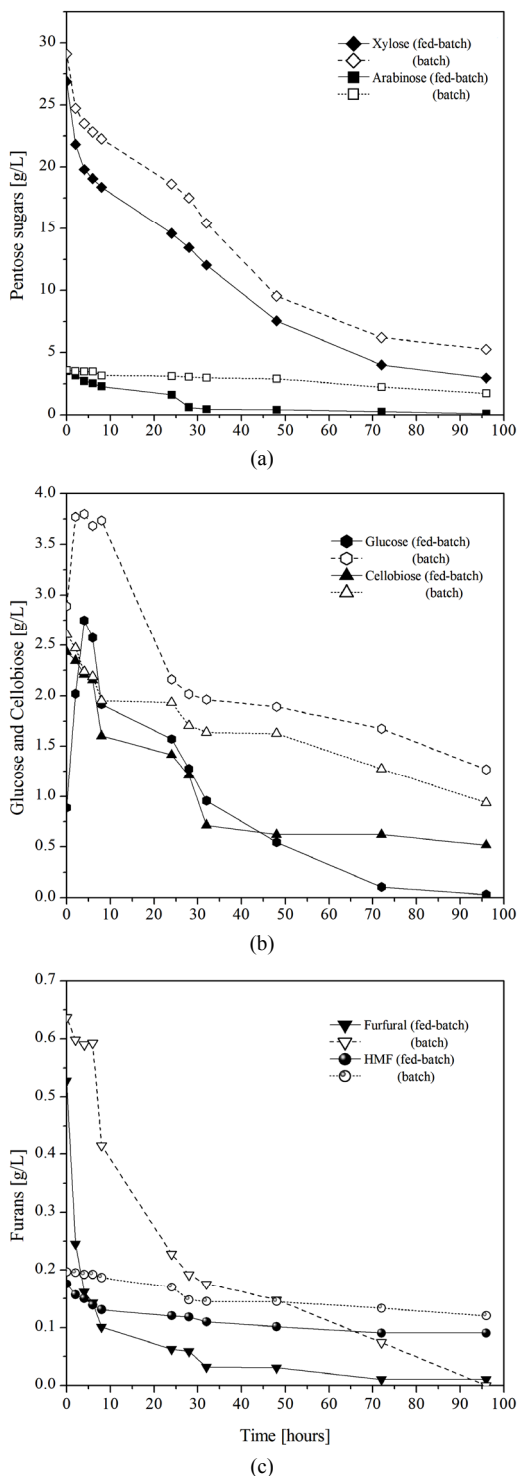 30
25
20
15
10
5
0
Pentose sugars [g/L]
Xylose (fed-batch)
(batch)
Arabinose (fed-batch)
(batch)
0 10 20 30 40 50 60 70 80 90 100
(a)
4.0
3.5
3.0
2.5
2.0
1.5
1.0
0.5
0.0
Glucose and Cellobiose [g/L]
Glucose (fed-batch)
(batch)
Cellobiose (fed-batch)
(batch)
0 10 20 30 40 50 60 70 80 90 100
(b)
0.7
0.6
0.5
0.4
0.3
0.2
0.1
0.0
Furans [g/L]
Furfural (fed-batch)
(batch)
HMF (fed-batch)
(batch)
0 10 20 30 40 50 60 70 80 90 100
Time [hours]
(c)